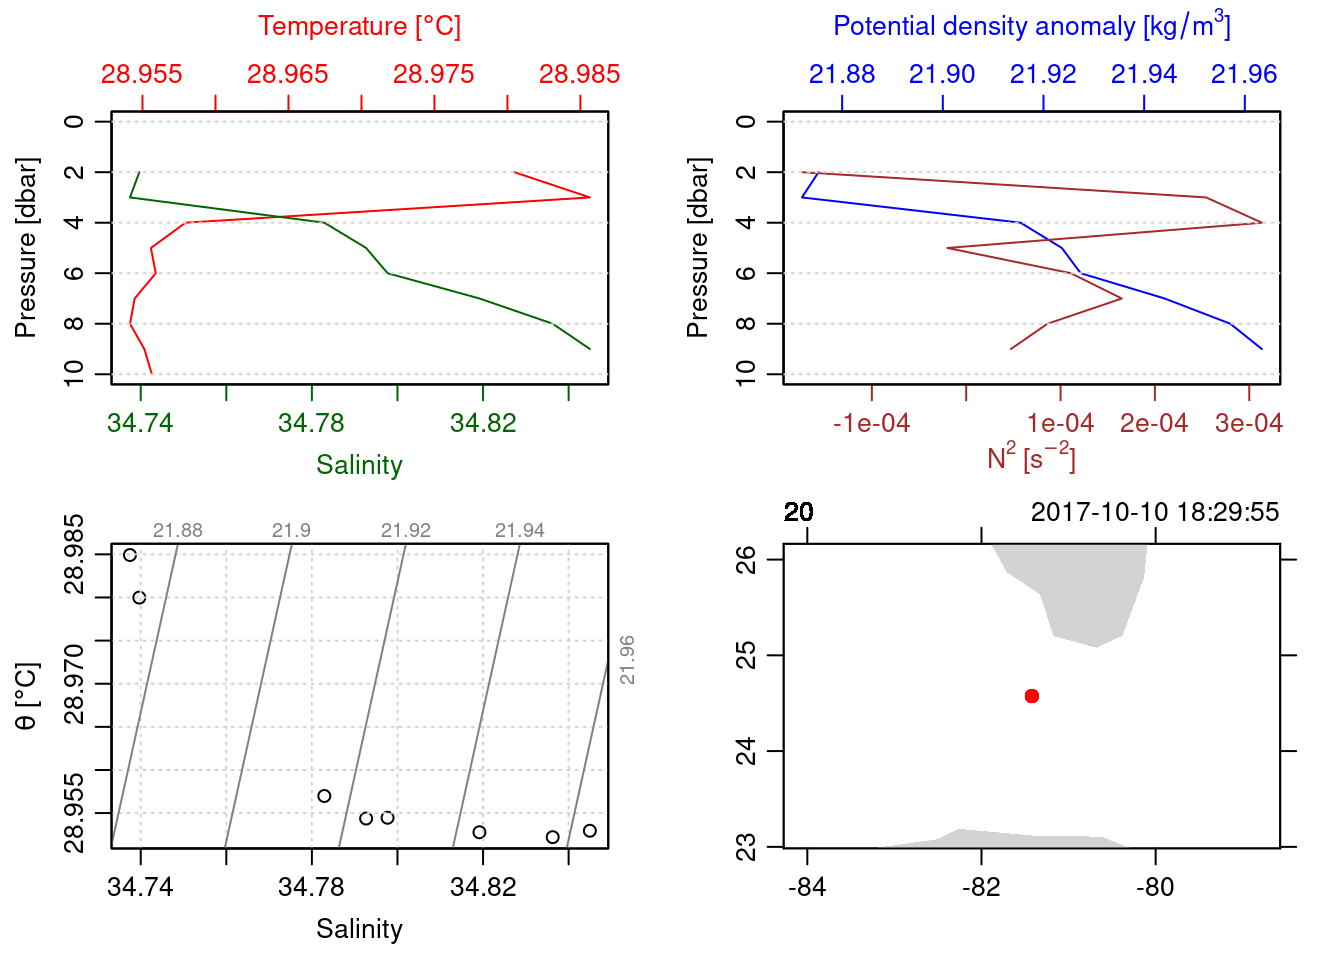 Temperature [°C]
28.955 28.965 28.975 28.985
Pressure [dbar]
0
2
4
6
8
10
34.74 34.78 34.82
Salinity
Potential density anomaly [kg/m³]
21.88 21.90 21.92 21.94 21.96
Pressure [dbar]
0
2
4
6
8
10
-1e-04 1e-04 2e-04 3e-04
N² [s⁻²]
21.88 21.9 21.92 21.94
21.96
θ [°C]
28.985
28.970
28.955
34.74 34.78 34.82
Salinity
20 2017-10-10 18:29:55
26
25
24
23
-84 -82 -80